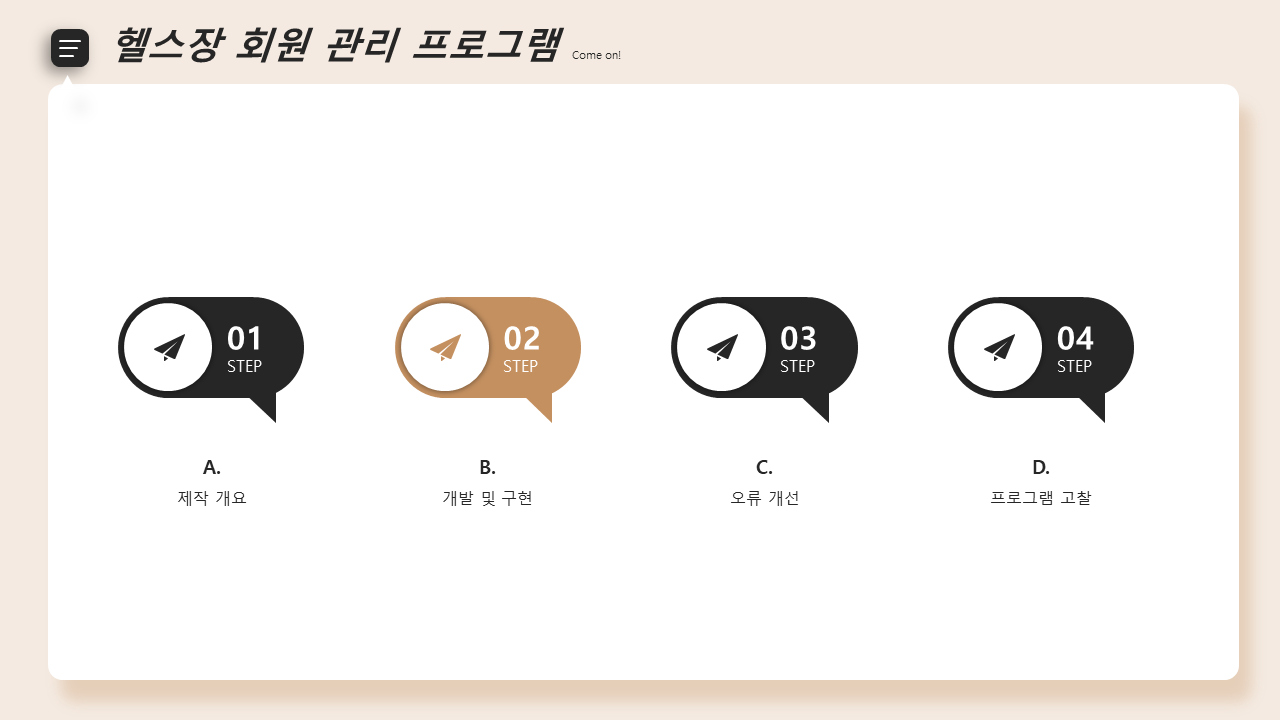 헬스장 회원 관리 프로그램 Come on!
01
STEP
A.
제작 개요
02
STEP
B.
개발 및 구현
03
STEP
C.
오류 개선
04
STEP
D.
프로그램 고찰